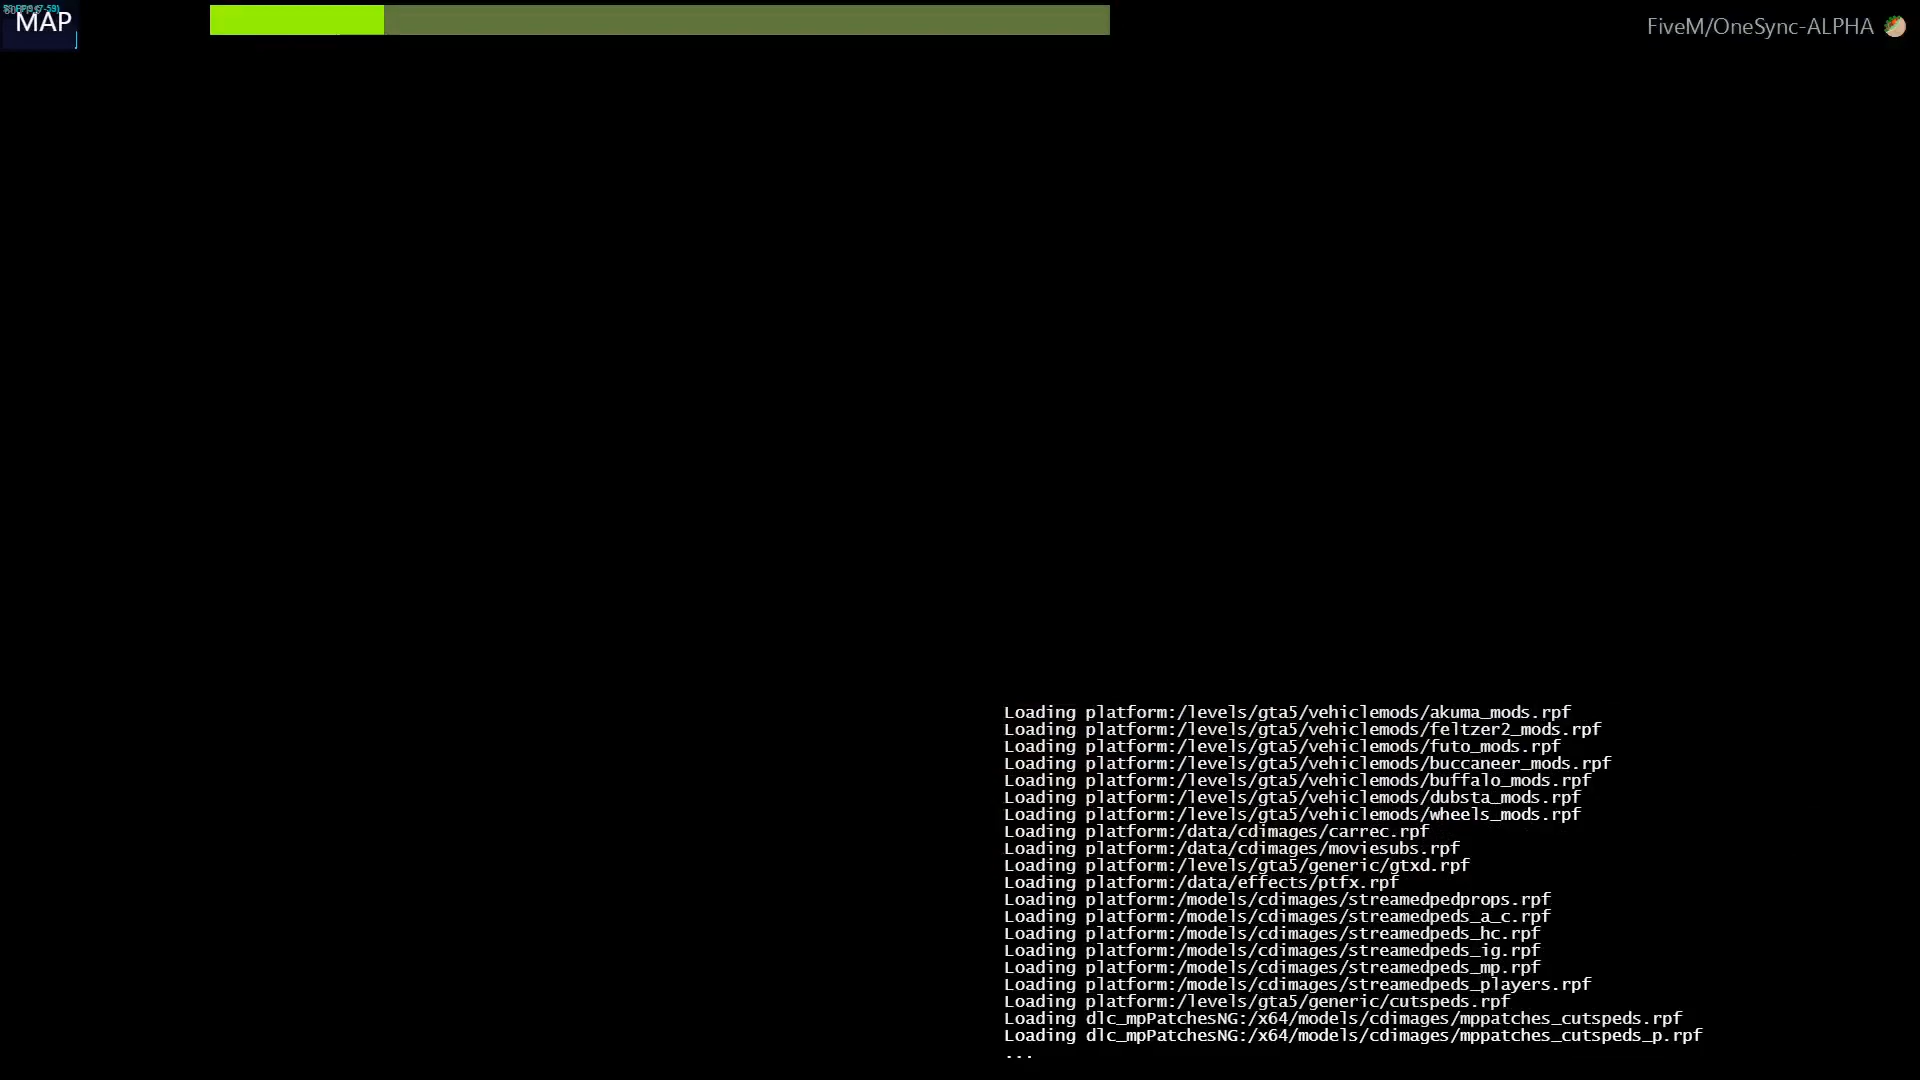 MAP
FiveM/OneSync-ALPHA
Loading platform:/levels/gta5/vehiclemods/akuma_mods.rpf
Loading platform:/levels/gta5/vehiclemods/feltzer2_mods.rpf
Loading platform:/levels/gta5/vehiclemods/futo_mods.rpf
Loading platform:/levels/gta5/vehiclemods/buccaneer_mods.rpf
Loading platform:/levels/gta5/vehiclemods/buffalo_mods.rpf
Loading platform:/levels/gta5/vehiclemods/dubsta_mods.rpf
Loading platform:/levels/gta5/vehiclemods/wheels_mods.rpf
Loading platform:/data/cdimages/carrec.rpf
Loading platform:/data/cdimages/moviesubs.rpf
Loading platform:/levels/gta5/generic/gtxd.rpf
Loading platform:/data/effects/ptfx.rpf
Loading platform:/models/cdimages/streamedpedprops.rpf
Loading platform:/models/cdimages/streamedpeds_a_c.rpf
Loading platform:/models/cdimages/streamedpeds_hc.rpf
Loading platform:/models/cdimages/streamedpeds_ig.rpf
Loading platform:/models/cdimages/streamedpeds_mp.rpf
Loading platform:/models/cdimages/streamedpeds_players.rpf
Loading platform:/levels/gta5/generic/cutspeds.rpf
Loading dlc_mpPatchesNG:/x64/models/cdimages/mppatches_cutspeds.rpf
Loading dlc_mpPatchesNG:/x64/models/cdimages/mppatches_cutspeds_p.rpf
...